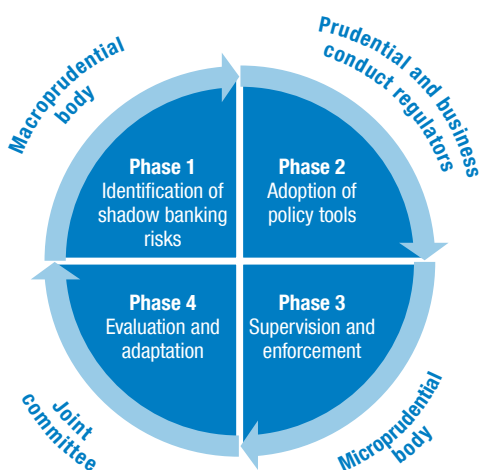 Macroprudential
body
Prudential and business
conduct regulators
Phase 1
Identification of
shadow banking
risks
Phase 2
Adoption of
policy tools
Phase 4
Evaluation and
adaptation
Phase 3
Supervision and
enforcement
Joint
committee
Microprudential
body